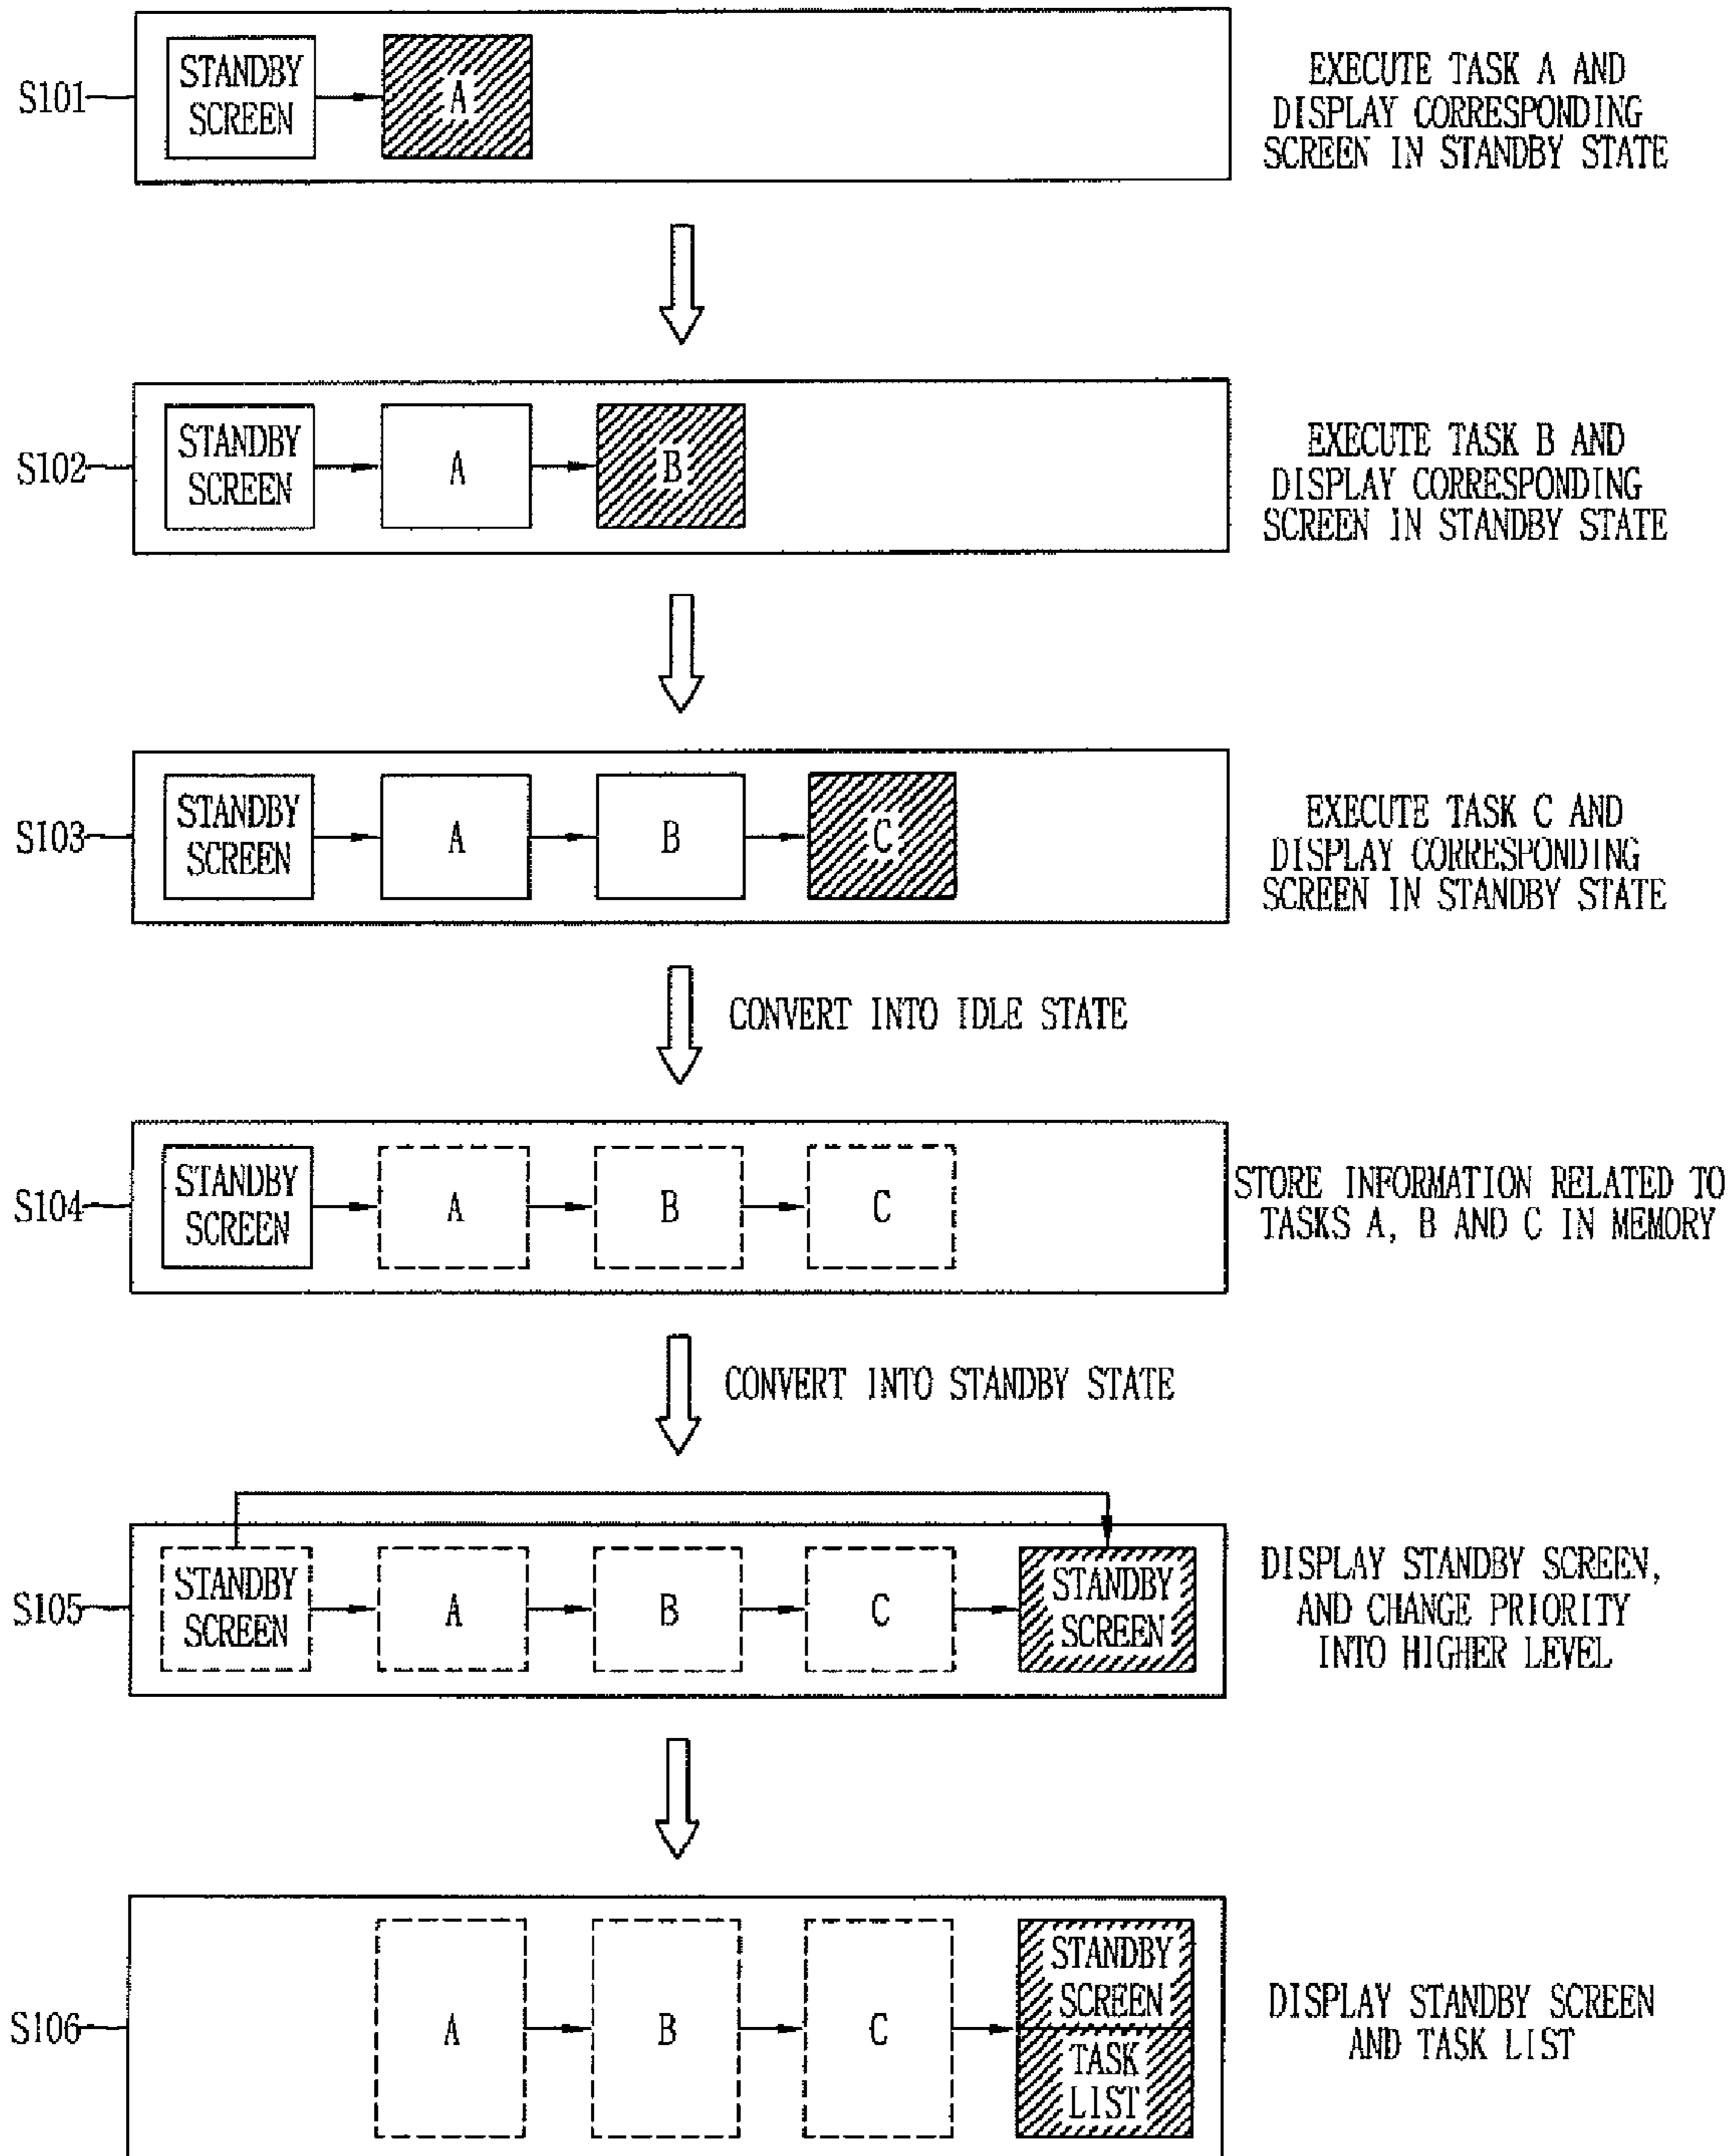 S101
STANDBY
SCREEN
A
EXECUTE TASK A AND
DISPLAY CORRESPONDING
SCREEN IN STANDBY STATE
S102
STANDBY
SCREEN
A
B
EXECUTE TASK B AND
DISPLAY CORRESPONDING
SCREEN IN STANDBY STATE
S103
STANDBY
SCREEN
A
B
C
EXECUTE TASK C AND
DISPLAY CORRESPONDING
SCREEN IN STANDBY STATE
CONVERT INTO IDLE STATE
S104
STANDBY
SCREEN
A
B
C
STORE INFORMATION RELATED TO
TASKS A, B AND C IN MEMORY
CONVERT INTO STANDBY STATE
S105
STANDBY
SCREEN
A
B
C
STANDBY
SCREEN
DISPLAY STANDBY SCREEN,
AND CHANGE PRIORITY
INTO HIGHER LEVEL
S106
A
B
C
STANDBY
SCREEN
TASK
LIST
DISPLAY STANDBY SCREEN
AND TASK LIST